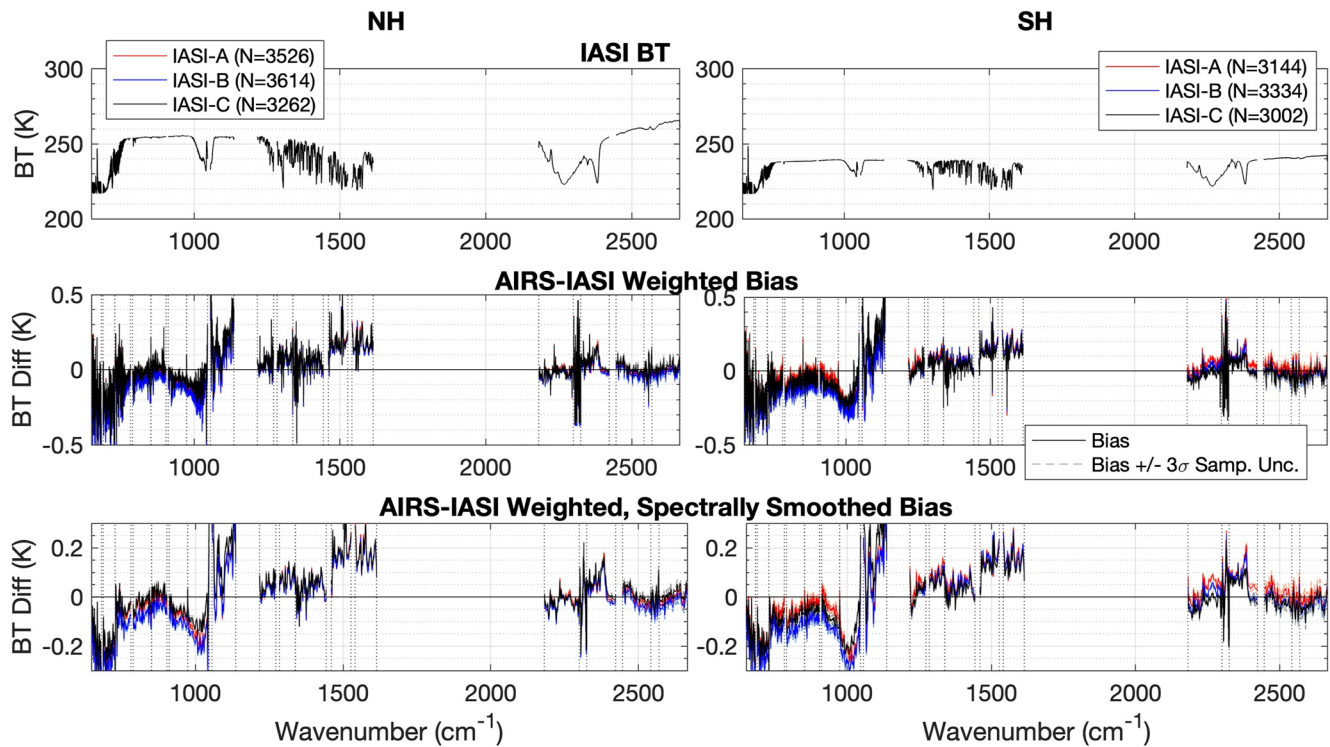 NH
SH
IASI BT
IASI-A (N=3526)
IASI-B (N=3614)
IASI-C (N=3262)
IASI-A (N=3144)
IASI-B (N=3334)
IASI-C (N=3002)
BT (K)
300
250
200
1000 1500 2000 2500
1000 1500 2000 2500
AIRS-IASI Weighted Bias
BT Diff (K)
0.5
0
-0.5
0.5
0
-0.5
1000 1500 2000 2500
1000 1500
Bias
Bias +/- 3σ Samp. Unc.
AIRS-IASI Weighted, Spectrally Smoothed Bias
BT Diff (K)
0.2
0
-0.2
0.2
0
-0.2
1000 1500 2000 2500
1000 1500 2000 2500
Wavenumber (cm⁻¹)
Wavenumber (cm⁻¹)
300
250
200